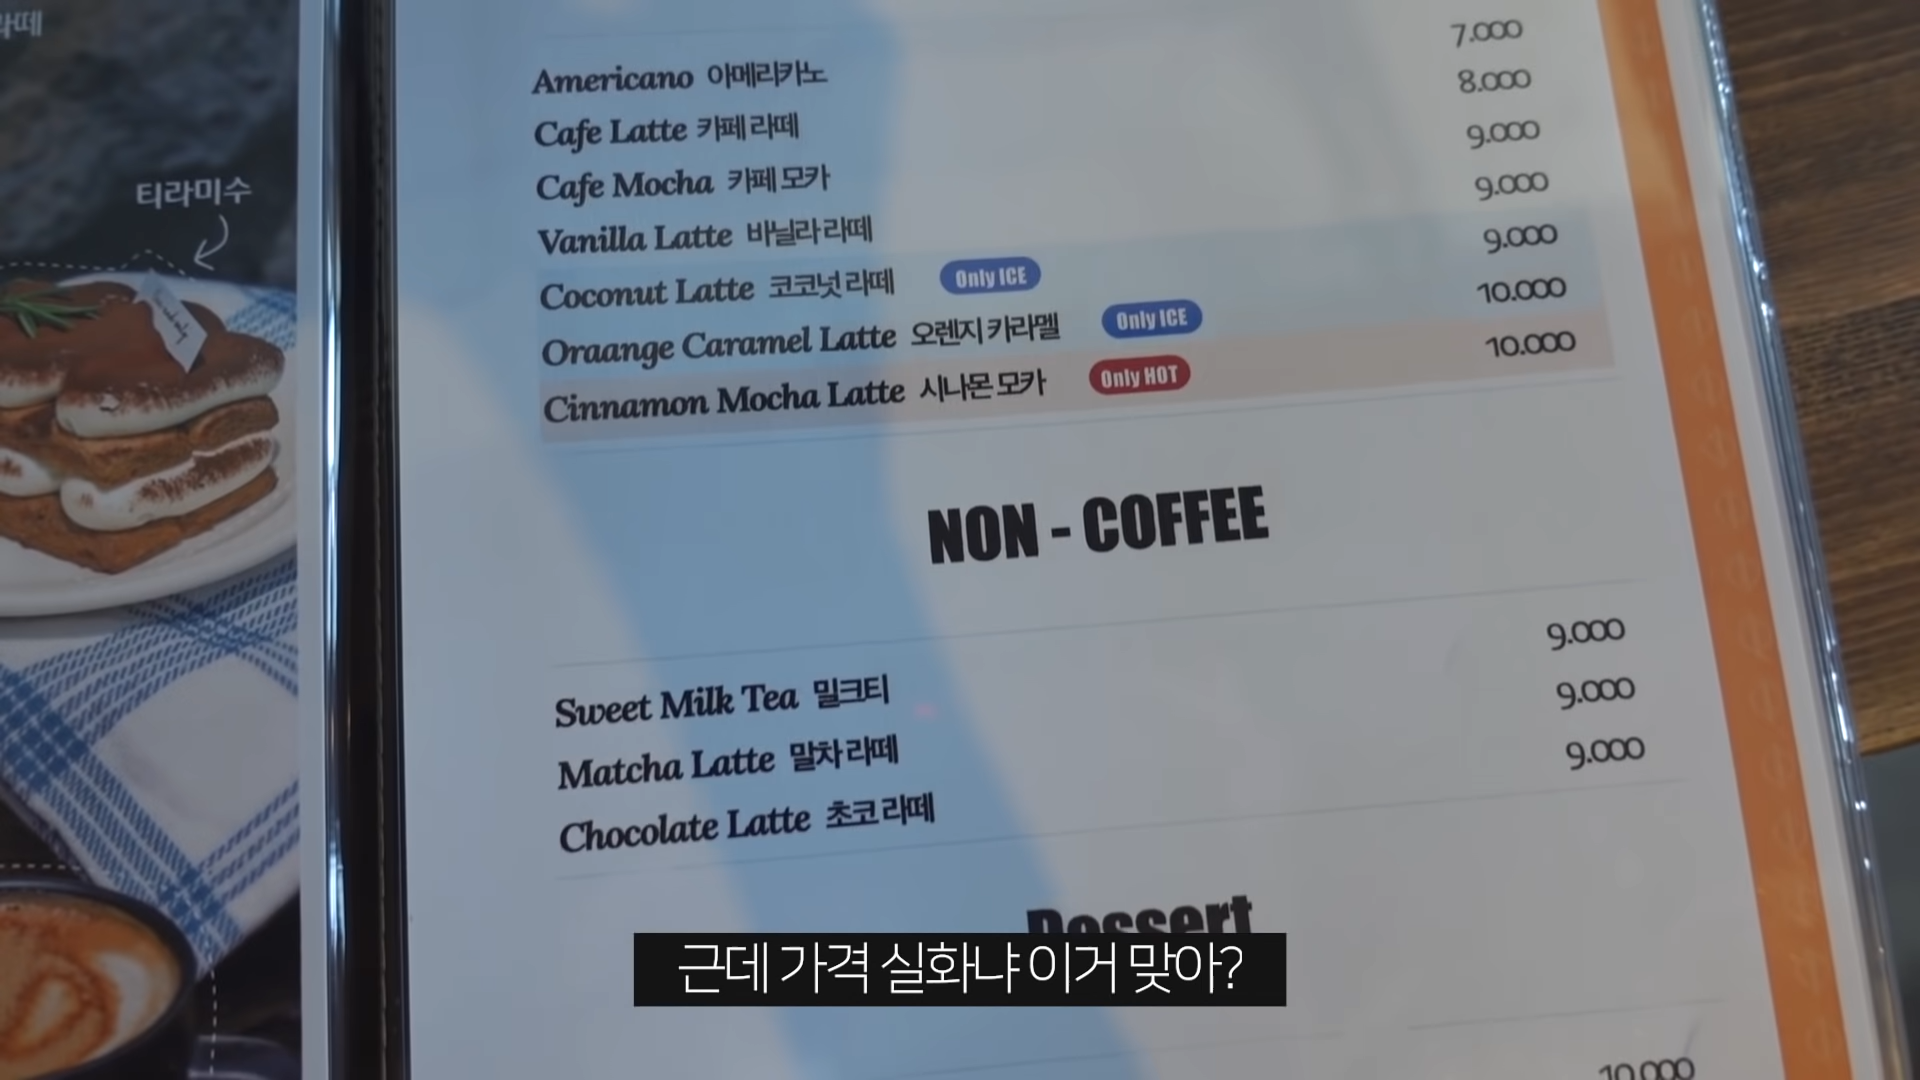 라떼
티라미수
Americano 아메리카노 7.000
Cafe Latte 카페 라떼 8.000
Cafe Mocha 카페 모카 9.000
Vanilla Latte 바닐라 라떼 9.000
Coconut Latte 코코넛 라떼 Only ICE 9.000
Oraange Caramel Latte 오렌지 카라멜 Only ICE 10.000
Cinnamon Mocha Latte 시나몬 모카 Only HOT 10.000
NON - COFFEE
Sweet Milk Tea 밀크티 9.000
Matcha Latte 말차 라떼 9.000
Chocolate Latte 초코 라떼 9.000
Dessert
10.000
근데 가격 실화냐 이거 맞아?